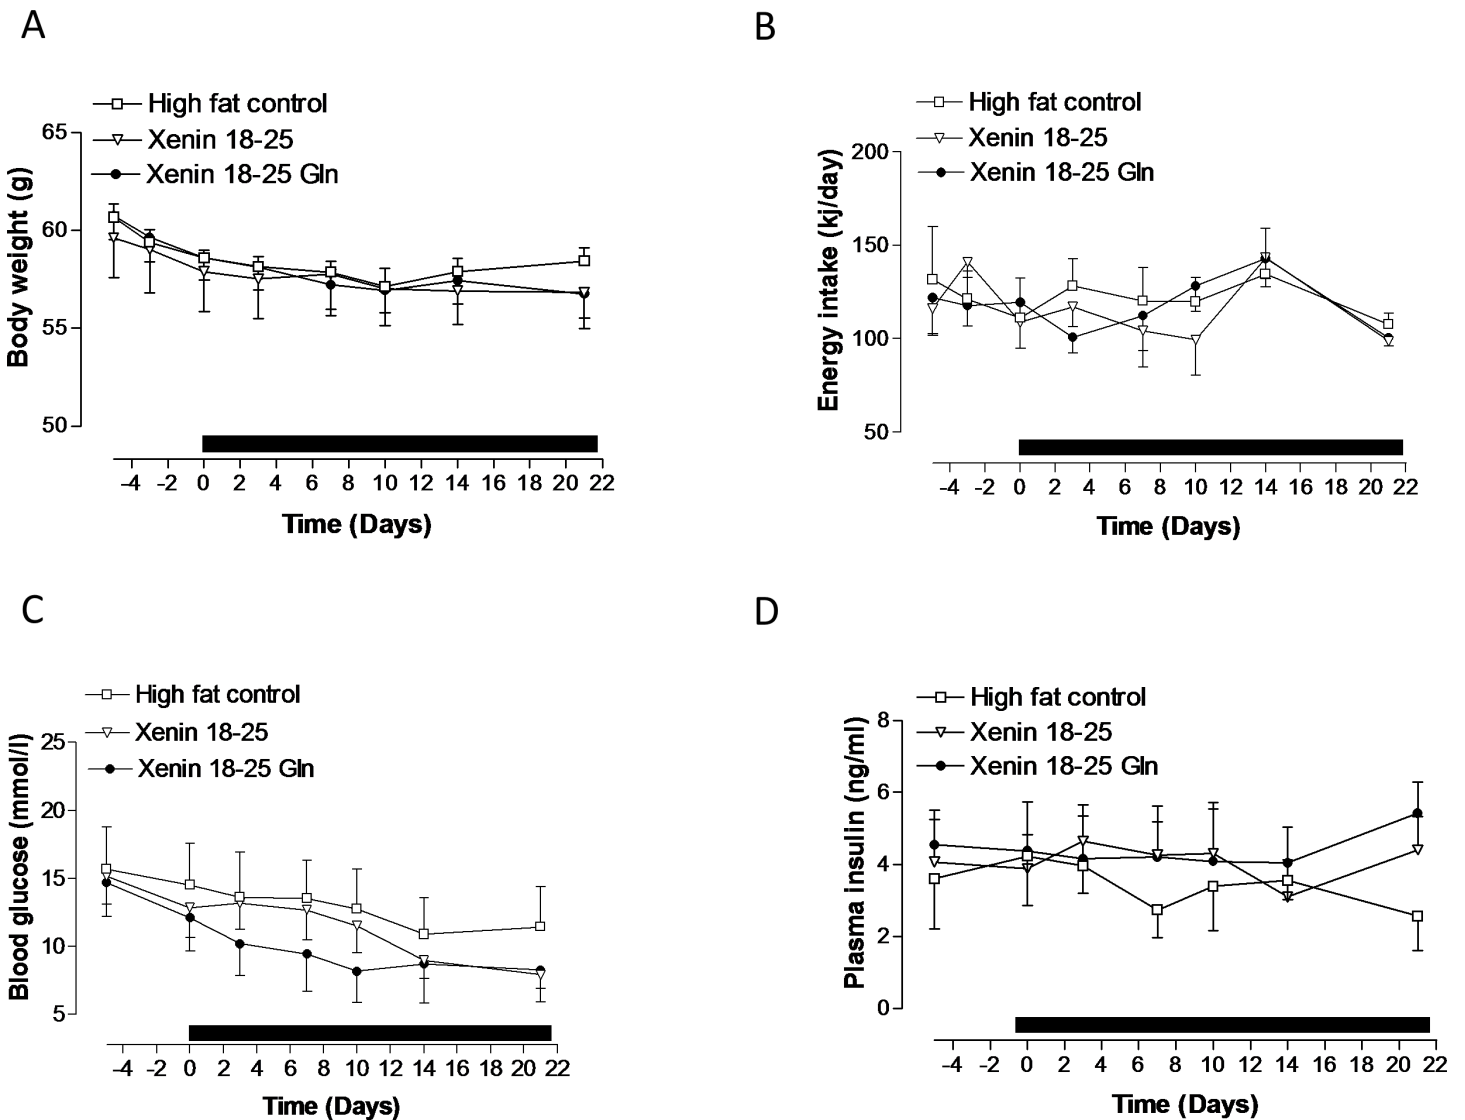 A
High fat control
Xenin 18-25
Xenin 18-25 Gln
Body weight (g)
65
60
55
50
-4 -2 0 2 4 6 8 10 12 14 16 18 20 22
Time (Days)
B
High fat control
Xenin 18-25
Xenin 18-25 Gln
Energy intake (kj/day)
200
150
100
50
-4 -2 0 2 4 6 8 10 12 14 16 18 20 22
Time (Days)
C
High fat control
Xenin 18-25
Xenin 18-25 Gln
Blood glucose (mmol/l)
25
20
15
10
5
-4 -2 0 2 4 6 8 10 12 14 16 18 20 22
Time (Days)
D
High fat control
Xenin 18-25
Xenin 18-25 Gln
Plasma insulin (ng/ml)
8
6
4
2
0
-4 -2 0 2 4 6 8 10 12 14 16 18 20 22
Time (Days)